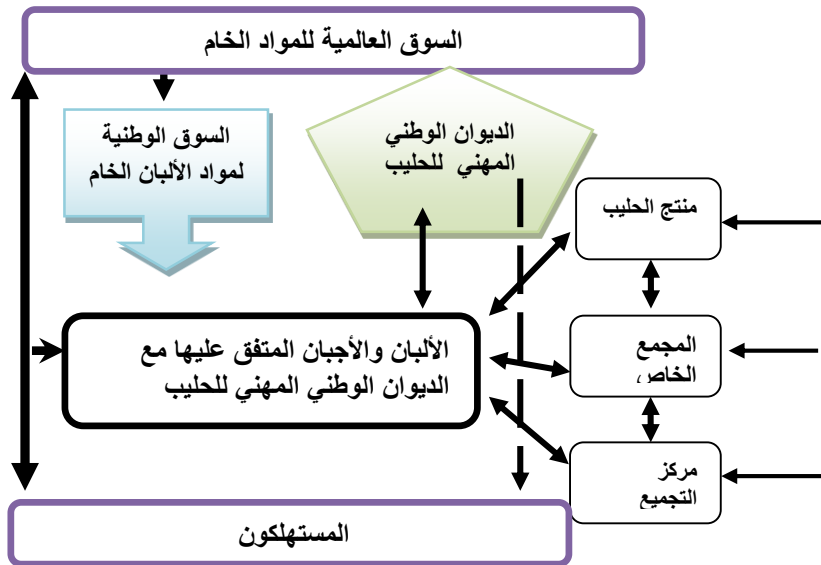 السوق العالمية للمواد الخام
السوق الوطنية
لمواد الألبان الخام
الديوان الوطني
المهني للحليب
منتج الحليب
الألبان والأجبان المتفق عليها مع
الديوان الوطني المهني للحليب
المجمع
الخاص
مركز
التجميع
المستهلكون